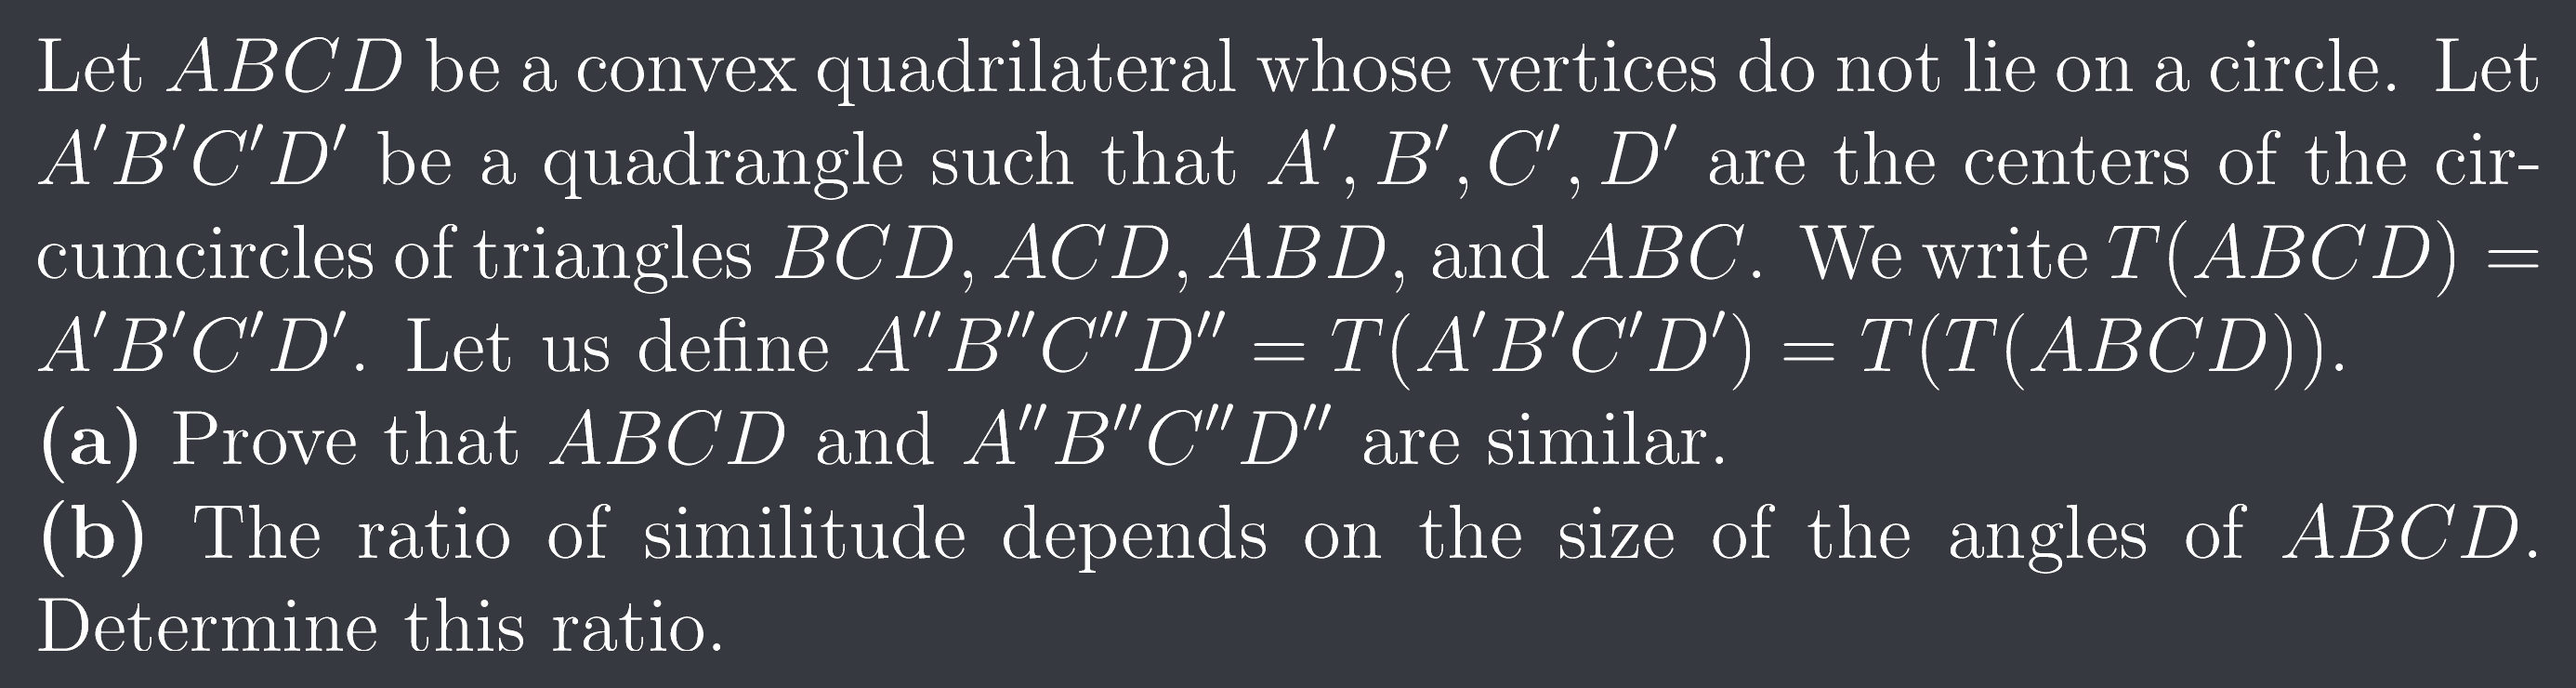 Let ABCD be a convex quadrilateral whose vertices do not lie on a circle. Let
A′B′C′D′ be a quadrangle such that A′, B′, C′, D′ are the centers of the cir-
cumcircles of triangles BCD, ACD, ABD, and ABC. We write T(ABCD) =
A′B′C′D′. Let us define A″B″C″D″ = T(A′B′C′D′) = T(T(ABCD)).
(a) Prove that ABCD and A″B″C″D″ are similar.
(b) The ratio of similitude depends on the size of the angles of ABCD.
Determine this ratio.